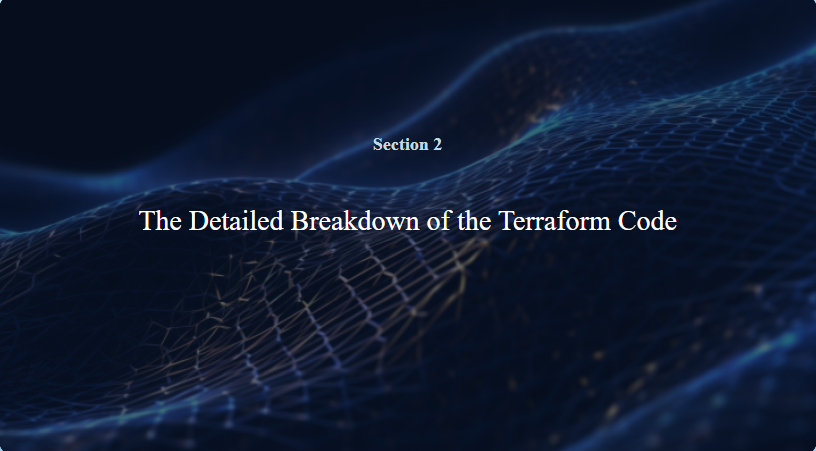 Section 2
The Detailed Breakdown of the Terraform Code